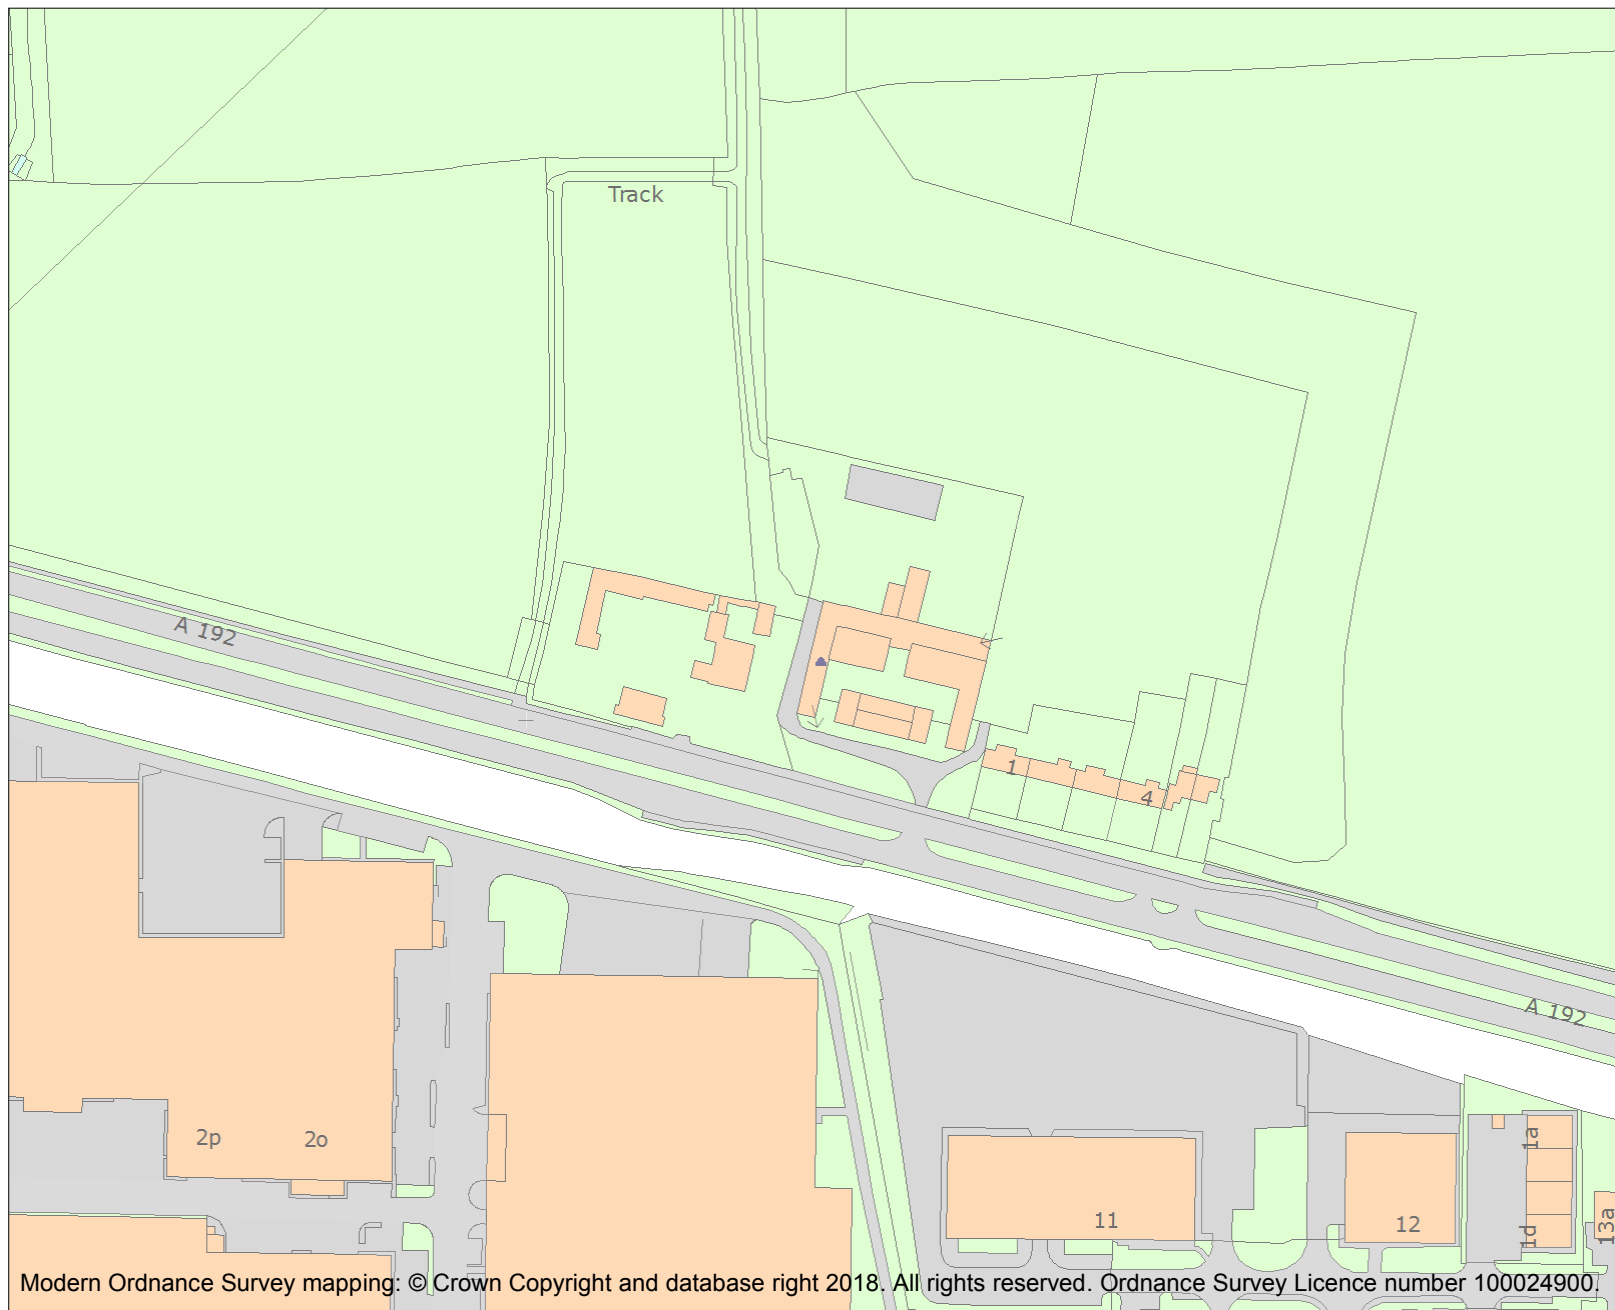 Track
A 192
1
4
A 192
2p
2o
11
12
1a
1d
13a
Modern Ordnance Survey mapping: © Crown Copyright and database right 2018. All rights reserved. Ordnance Survey Licence number 100024900.